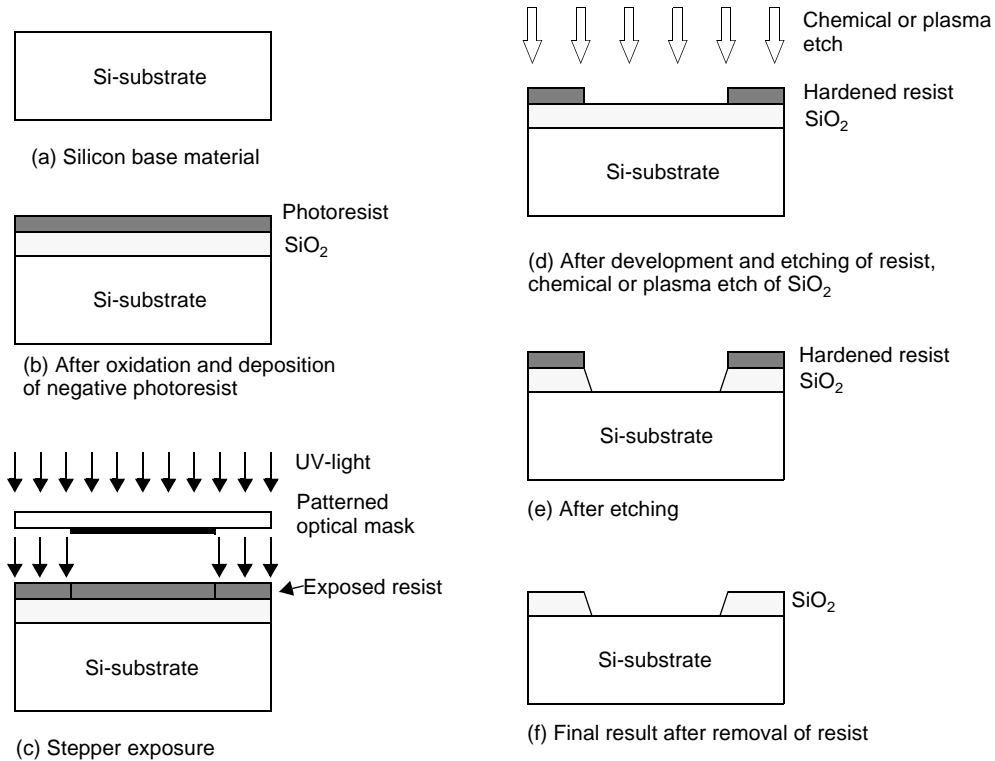 Si-substrate
(a) Silicon base material
Photoresist
SiO2
Si-substrate
(b) After oxidation and deposition
of negative photoresist
UV-light
Patterned
optical mask
Exposed resist
Si-substrate
(c) Stepper exposure
Chemical or plasma
etch
Hardened resist
SiO2
Si-substrate
(d) After development and etching of resist,
chemical or plasma etch of SiO2
Hardened resist
SiO2
Si-substrate
(e) After etching
SiO2
Si-substrate
(f) Final result after removal of resist